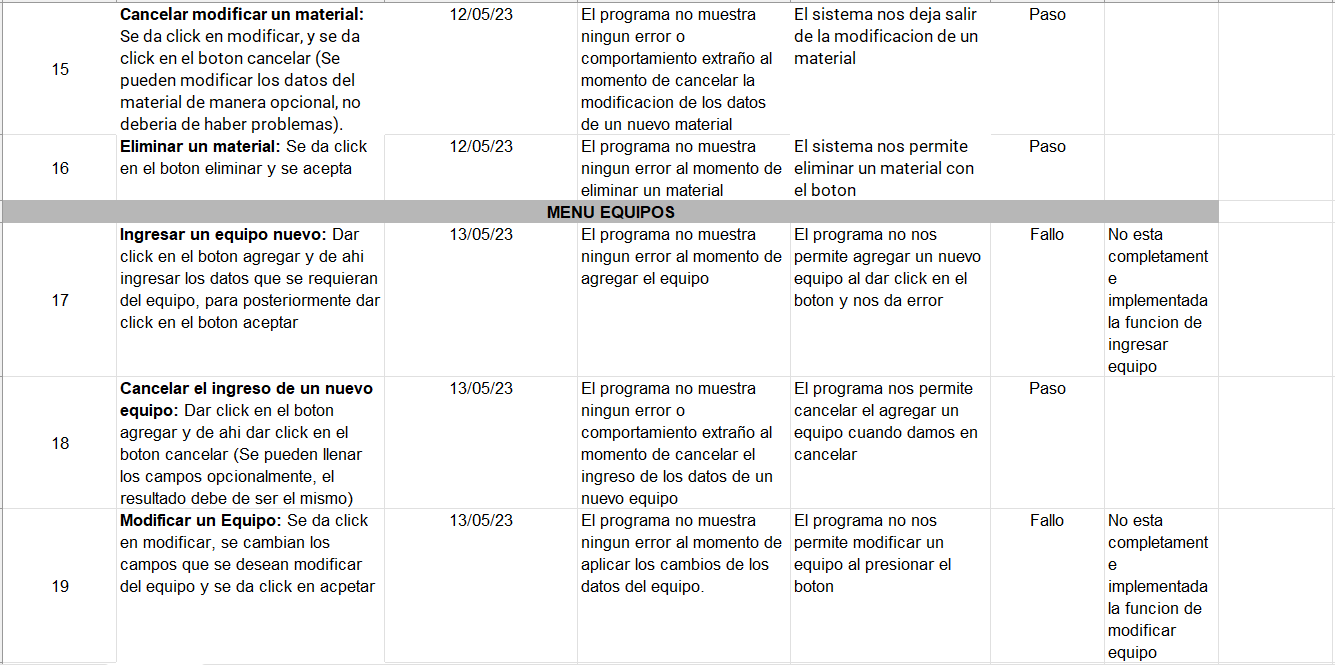 15
Cancelar modificar un material:
Se da click en modificar, y se da
click en el boton cancelar (Se
pueden modificar los datos del
material de manera opcional, no
deberia de haber problemas).
12/05/23
El programa no muestra
ningun error o
comportamiento extraño al
momento de cancelar la
modificacion de los datos
de un nuevo material
El sistema nos deja salir
de la modificacion de un
material
Paso
16
Eliminar un material: Se da click
en el boton eliminar y se acepta
12/05/23
El programa no muestra
ningun error al momento de
eliminar un material
El sistema nos permite
eliminar un material con
el boton
Paso
MENU EQUIPOS
17
Ingresar un equipo nuevo: Dar
click en el boton agregar y de ahi
ingresar los datos que se requieran
del equipo, para posteriormente dar
click en el boton aceptar
13/05/23
El programa no muestra
ningun error al momento de
agregar el equipo
El programa no nos
permite agregar un nuevo
equipo al dar click en el
boton y nos da error
Fallo
No esta
completament
e
implementada
la funcion de
ingresar
equipo
18
Cancelar el ingreso de un nuevo
equipo: Dar click en el boton
agregar y de ahi dar click en el
boton cancelar (Se pueden llenar
los campos opcionalmente, el
resultado debe de ser el mismo)
13/05/23
El programa no muestra
ningun error o
comportamiento extraño al
momento de cancelar el
ingreso de los datos de un
nuevo equipo
El programa nos permite
cancelar el agregar un
equipo cuando damos en
cancelar
Paso
19
Modificar un Equipo: Se da click
en modificar, se cambian los
campos que se desean modificar
del equipo y se da click en acpetar
13/05/23
El programa no muestra
ningun error al momento de
aplicar los cambios de los
datos del equipo.
El programa no nos
permite modificar un
equipo al presionar el
boton
Fallo
No esta
completament
e
implementada
la funcion de
modificar
equipo